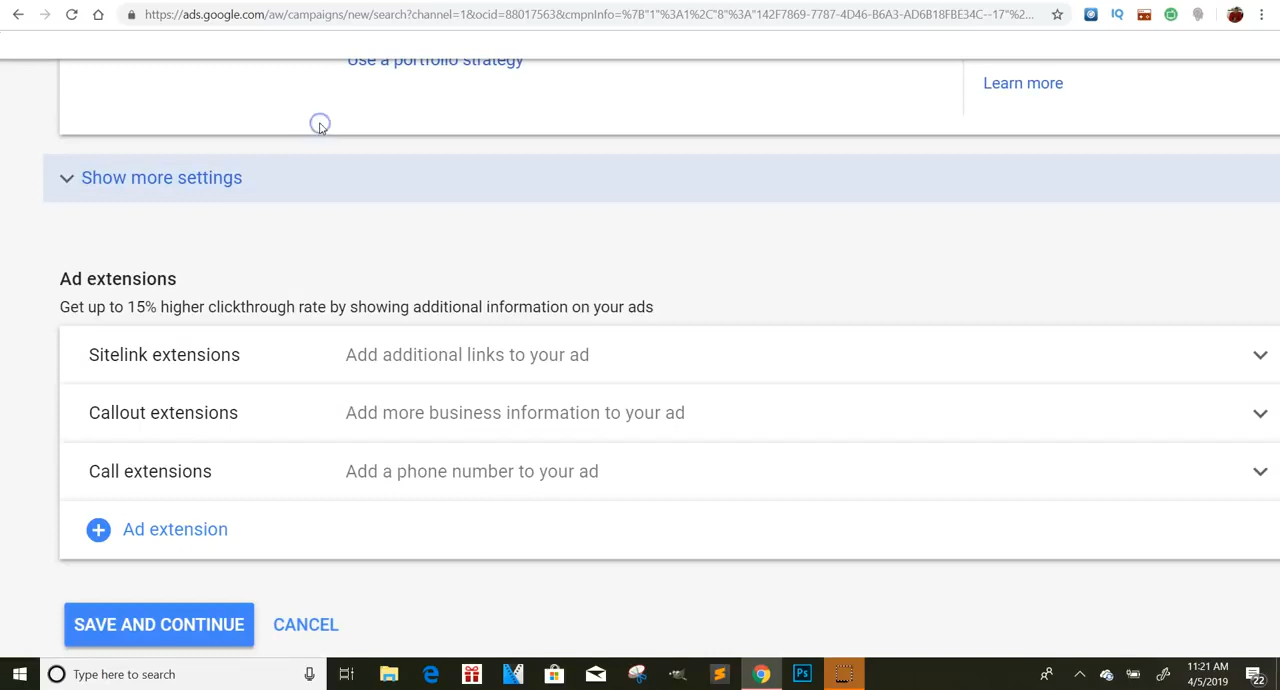 https://ads.google.com/aw/campaigns/new/search?channel=1&ocid=88017563&cmpnInfo=%7B"1"%3A1%2C"8"%3A"142F7869-7787-4D46-B6A3-AD6B18FBE34C--17"%2...
IQ
Use a portfolio strategy
Learn more
Show more settings
Ad extensions
Get up to 15% higher clickthrough rate by showing additional information on your ads
Sitelink extensions Add additional links to your ad
Callout extensions Add more business information to your ad
Call extensions Add a phone number to your ad
Ad extension
SAVE AND CONTINUE CANCEL
Type here to search
Ps
11:21 AM
4/5/2019
22